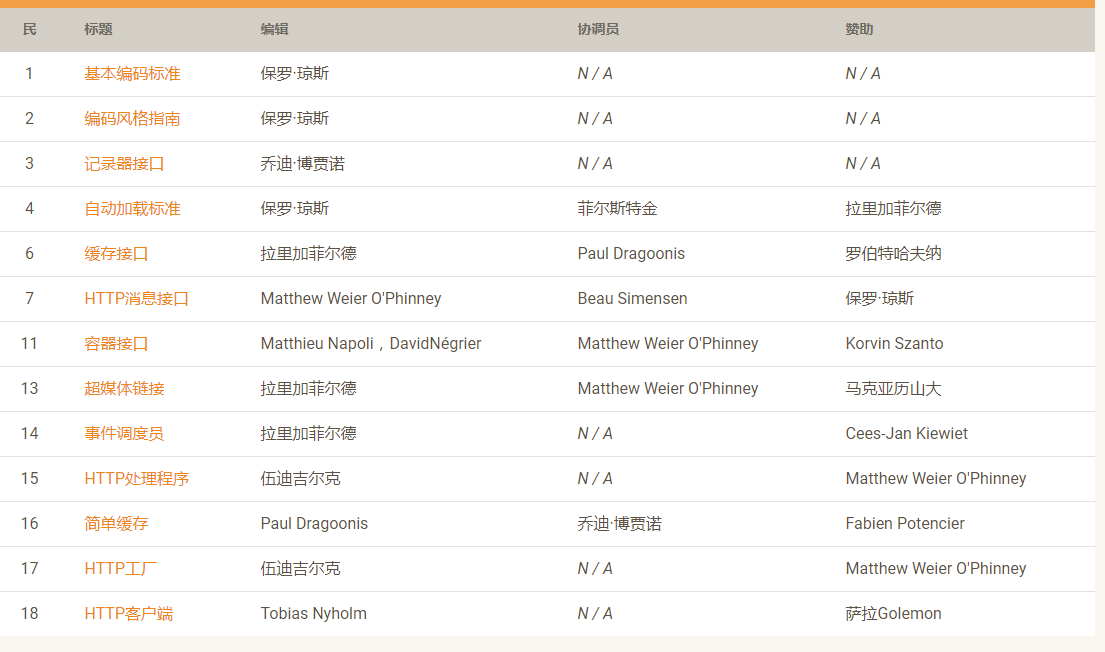 民 标题 编辑 协调员 赞助
1 基本编码标准 保罗·琼斯 N / A N / A
2 编码风格指南 保罗·琼斯 N / A N / A
3 记录器接口 乔迪·博贾诺 N / A N / A
4 自动加载标准 保罗·琼斯 菲尔斯特金 拉里加菲尔德
6 缓存接口 拉里加菲尔德 Paul Dragoonis 罗伯特哈夫纳
7 HTTP消息接口 Matthew Weier O'Phinney Beau Simensen 保罗·琼斯
11 容器接口 Matthieu Napoli，DavidNégrier Matthew Weier O'Phinney Korvin Szanto
13 超媒体链接 拉里加菲尔德 Matthew Weier O'Phinney 马克亚历山大
14 事件调度员 拉里加菲尔德 N / A Cees-Jan Kiewiet
15 HTTP处理程序 伍迪吉尔克 N / A Matthew Weier O'Phinney
16 简单缓存 Paul Dragoonis 乔迪·博贾诺 Fabien Potencier
17 HTTP工厂 伍迪吉尔克 N / A Matthew Weier O'Phinney
18 HTTP客户端 Tobias Nyholm N / A 萨拉Golemon